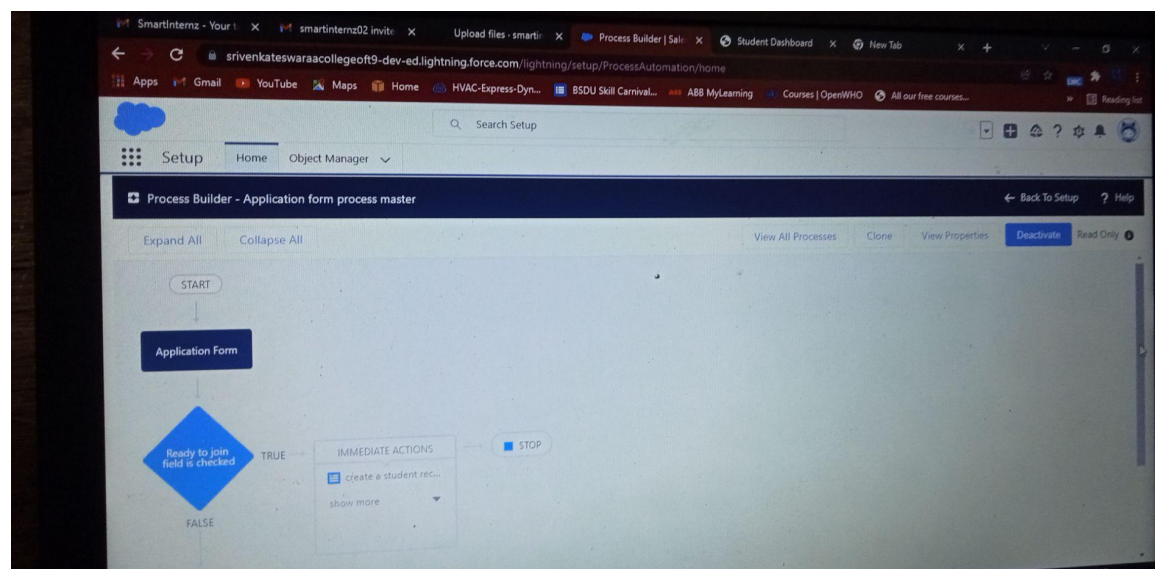 SmartInternz - Your t
smartinternz02 invite
Upload files - smartir
Process Builder | Sale
Student Dashboard
New Tab
srivenkateswaraacollegeoft9-dev-ed.lightning.force.com/lightning/setup/ProcessAutomation/home
Apps
Gmail
YouTube
Maps
Home
HVAC-Express-Dyn...
BSDU Skill Carnival...
ABB MyLearning
Courses | OpenWHO
All our free courses...
Reading list
Search Setup
Setup
Home
Object Manager
Process Builder - Application form process master
Back To Setup
? Help
Expand All
Collapse All
View All Processes
Clone
View Properties
Deactivate
Read Only
START
Application Form
Ready to join
field is checked
TRUE
IMMEDIATE ACTIONS
STOP
create a student rec...
show more
FALSE